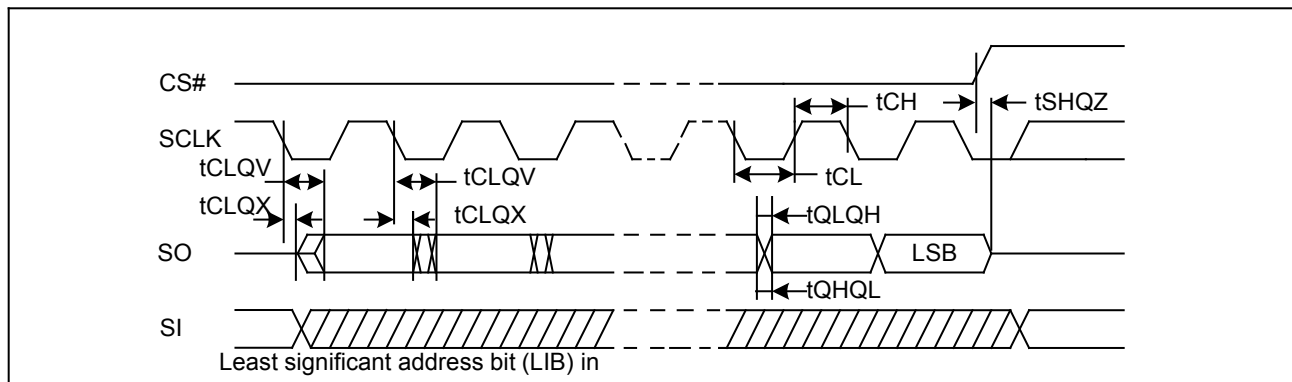 CS#
tCH
tSHQZ
SCLK
tCLQV
tCLQV
tCL
tCLQX
tCLQX
tQLQH
SO
LSB
tQHQL
SI
Least significant address bit (LIB) in